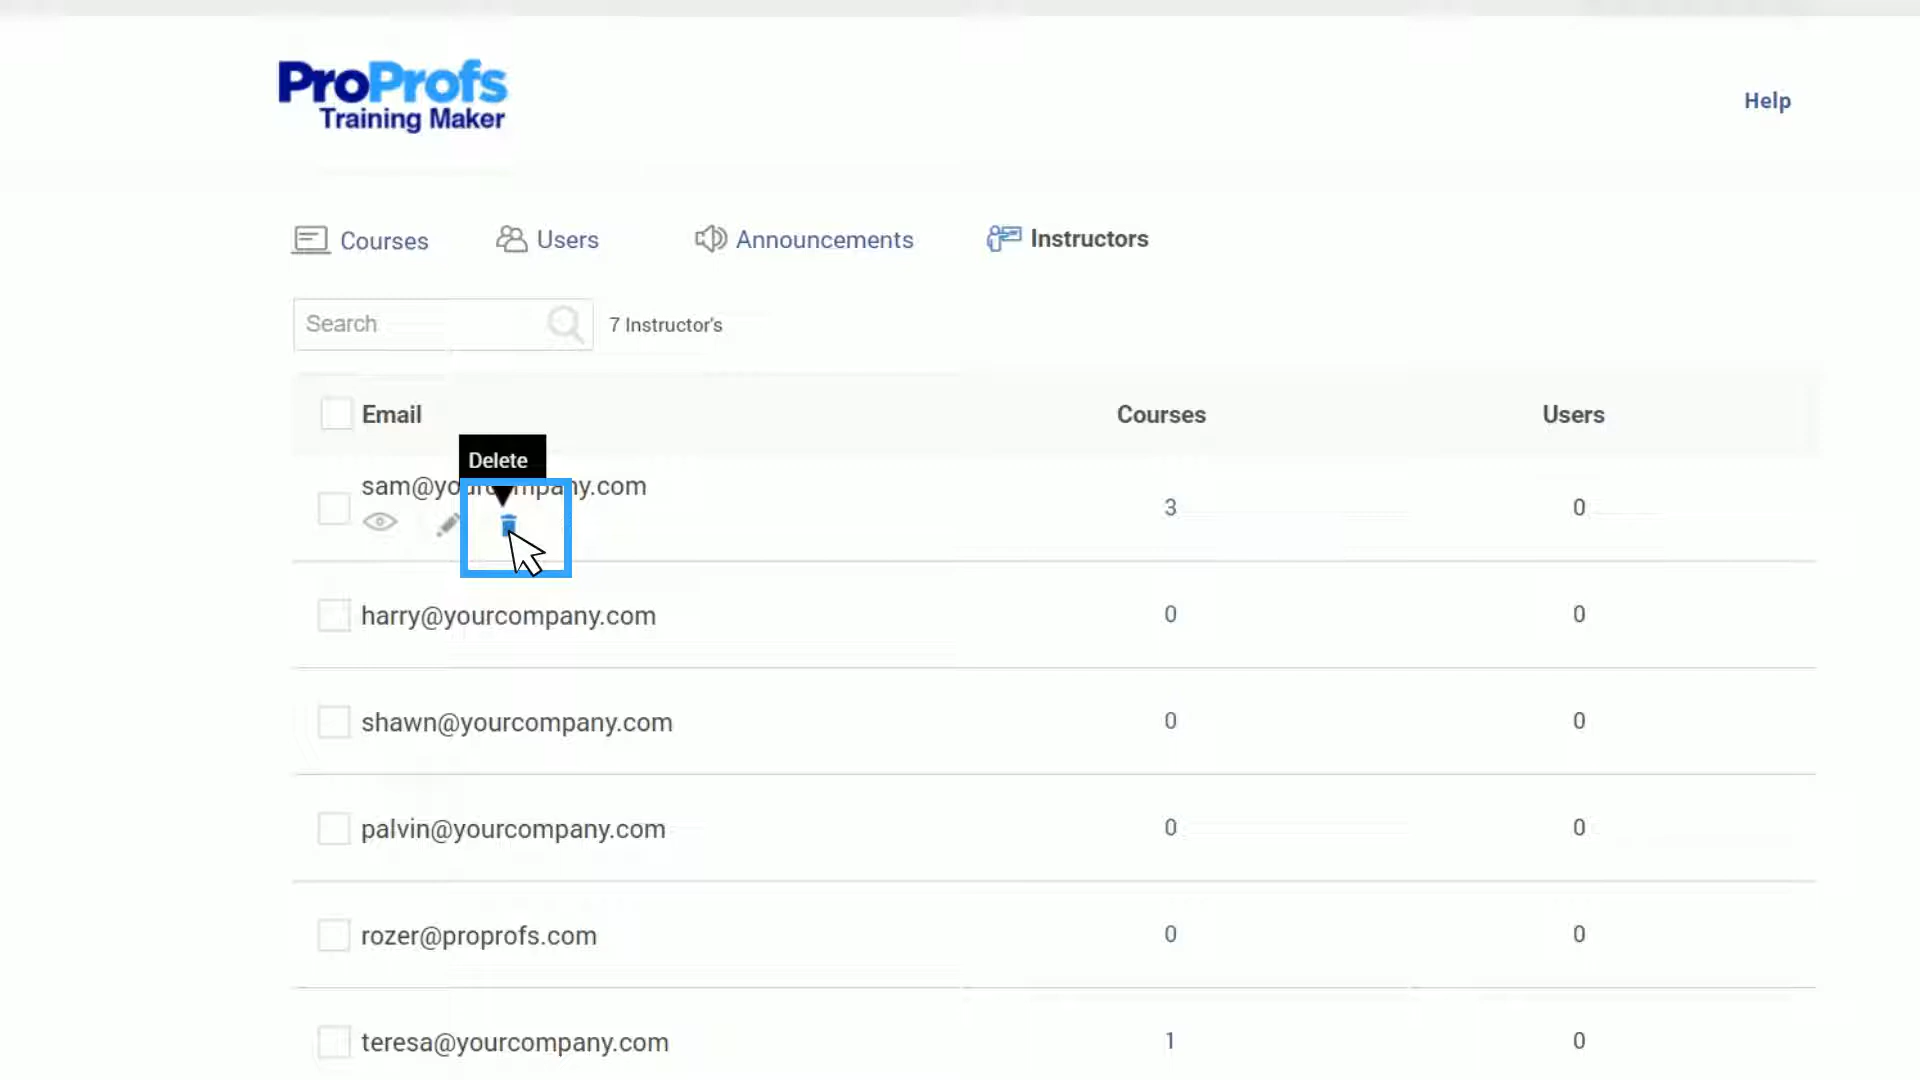 ProProfs
Training Maker
Help
Courses
Users
Announcements
Instructors
Search
7 Instructor's
Email
Courses
Users
Delete
sam@yourcompany.com
3
0
harry@yourcompany.com
0
0
shawn@yourcompany.com
0
0
palvin@yourcompany.com
0
0
rozer@proprofs.com
0
0
teresa@yourcompany.com
1
0